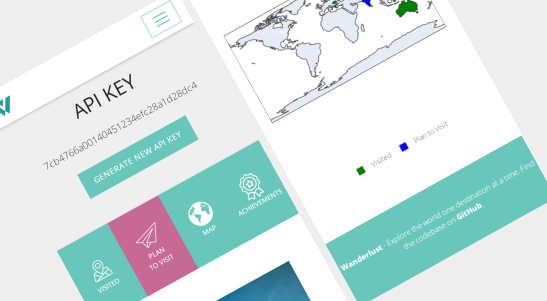 API KEY
7cb4766a00140451234efc28a1d28dc4
GENERATE NEW API KEY
VISITED
PLAN
TO VISIT
MAP
ACHIEVEMENTS
Visited
Plan to Visit
Wanderlust - Explore the world one destination at a time. Find
the codebase on GitHub.